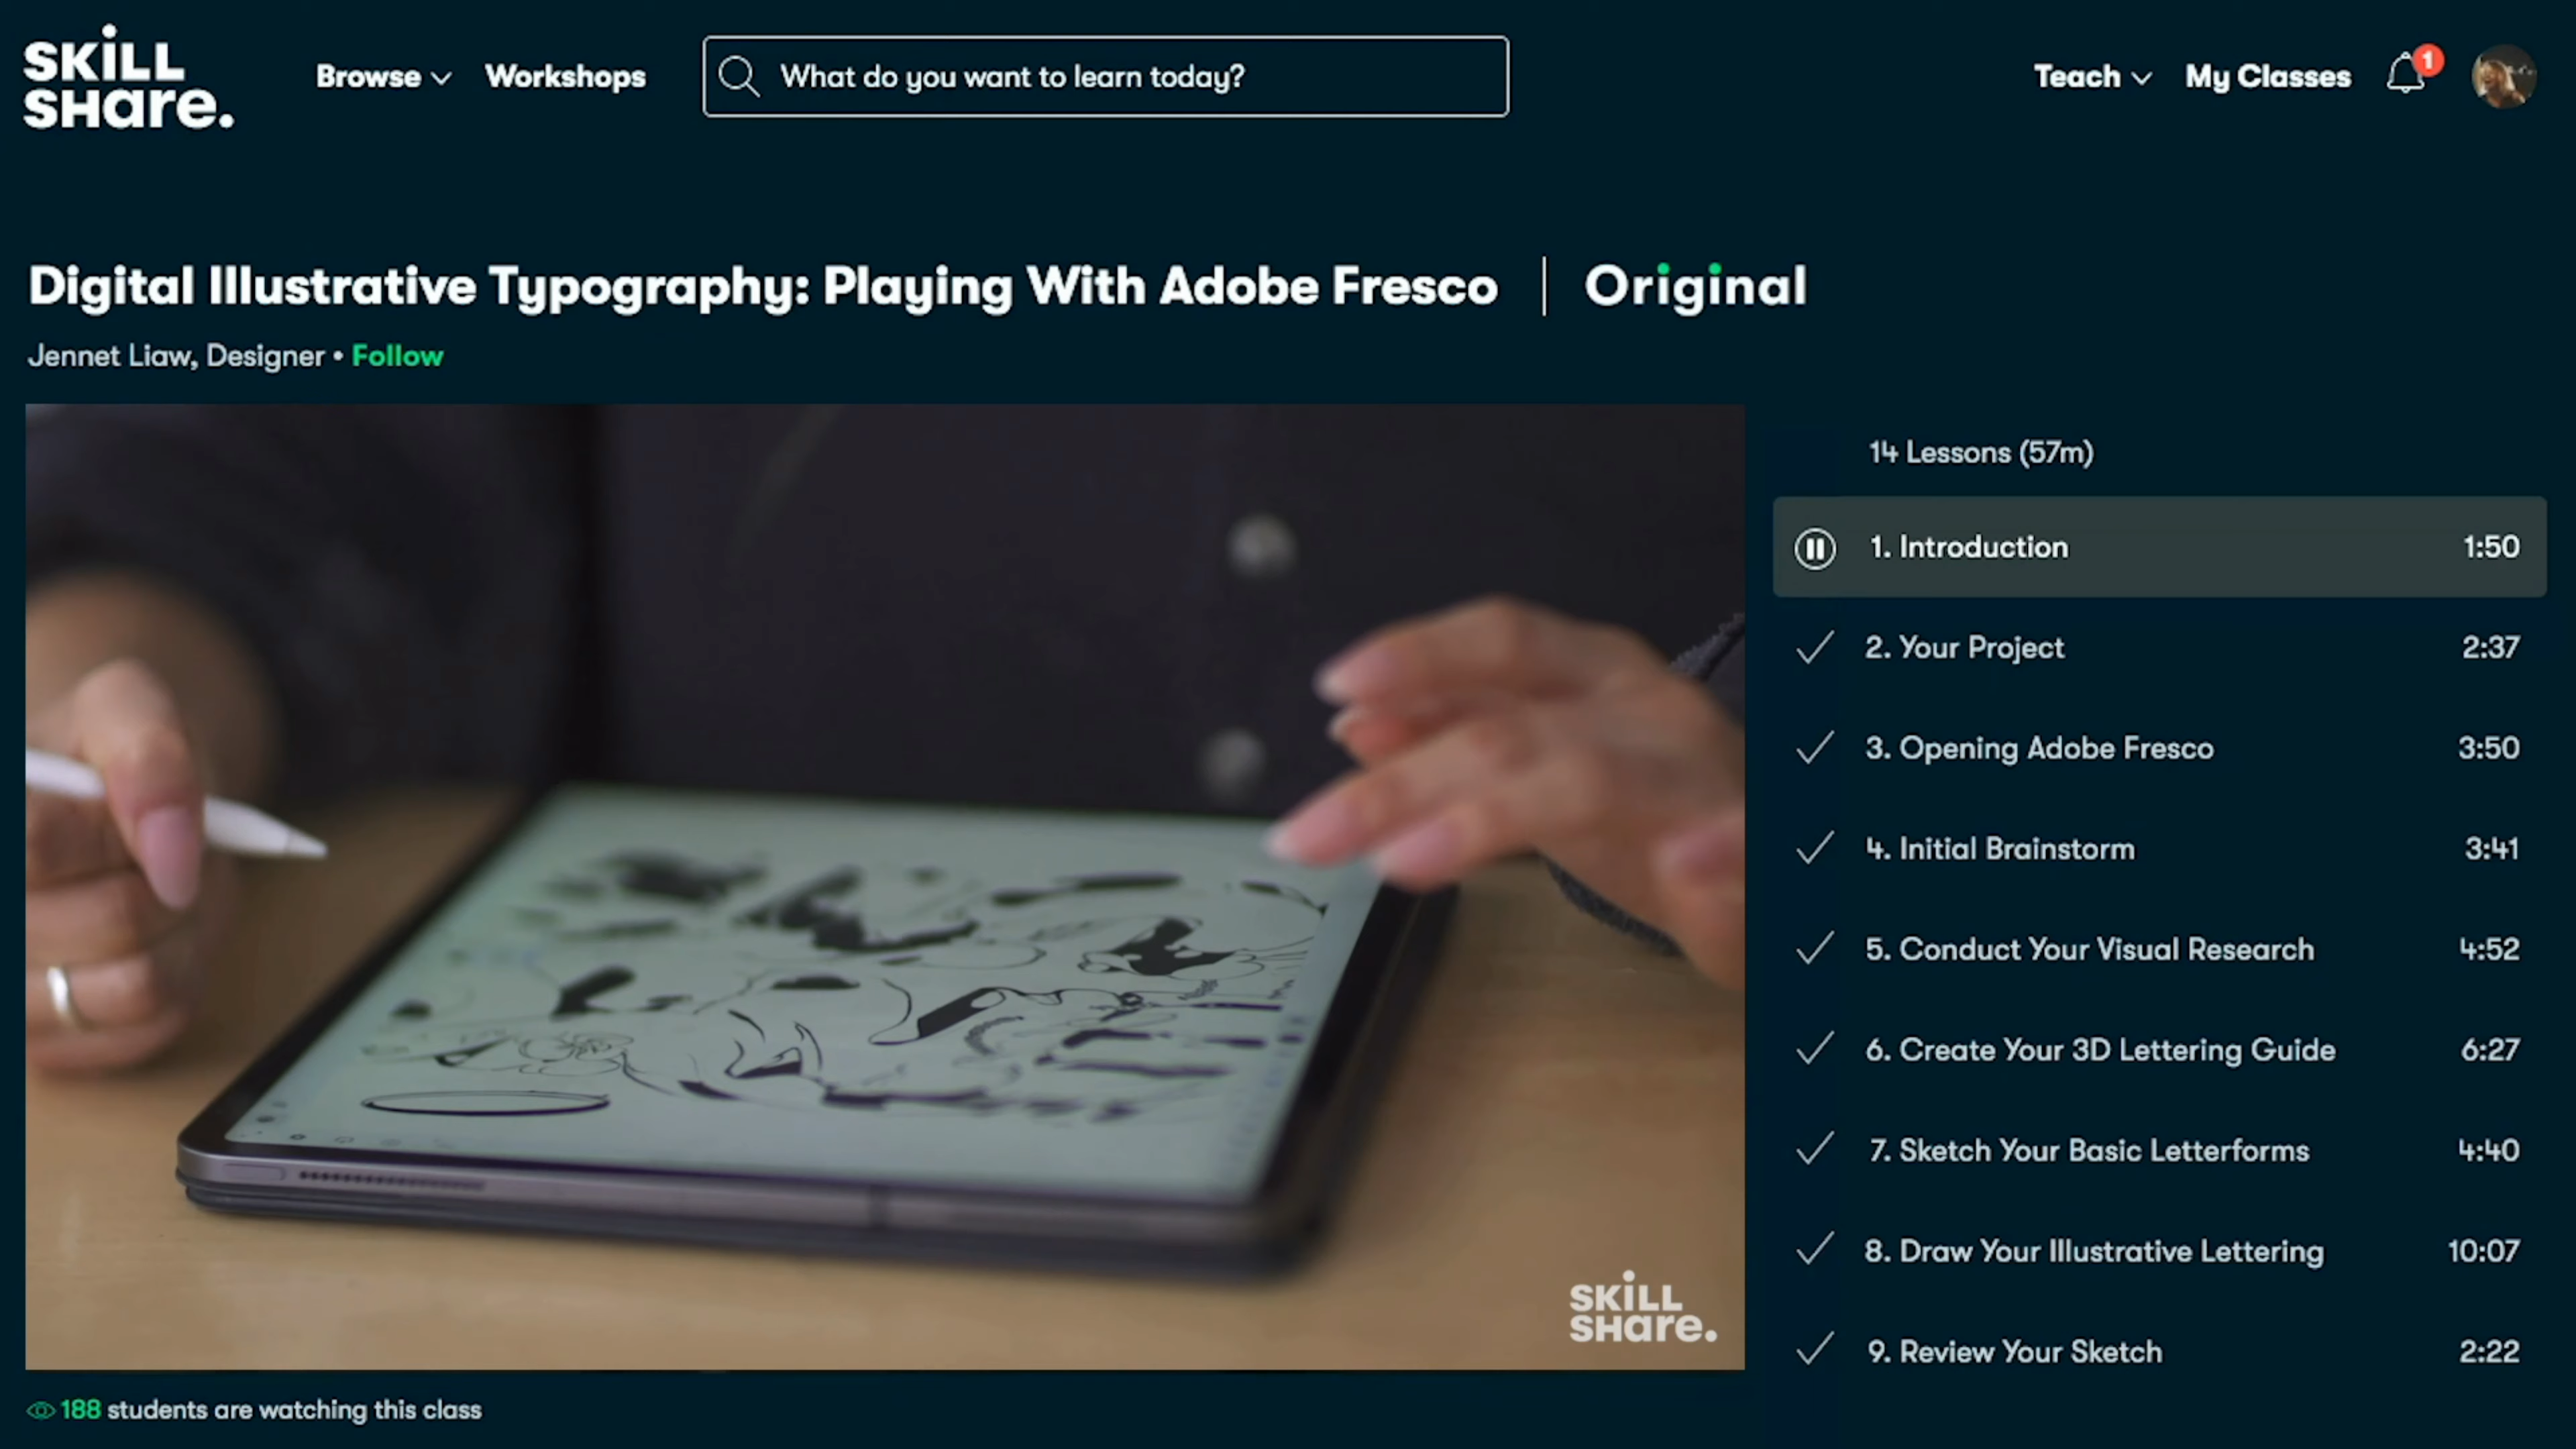 SKiLL
SHare.
Browse
Workshops
What do you want to learn today?
Teach
My Classes
1
Digital Illustrative Typography: Playing With Adobe Fresco | Original
Jennet Liaw, Designer • Follow
14 Lessons (57m)
1. Introduction 1:50
2. Your Project 2:37
3. Opening Adobe Fresco 3:50
4. Initial Brainstorm 3:41
5. Conduct Your Visual Research 4:52
6. Create Your 3D Lettering Guide 6:27
7. Sketch Your Basic Letterforms 4:40
8. Draw Your Illustrative Lettering 10:07
9. Review Your Sketch 2:22
SKiLL
SHare.
188 students are watching this class